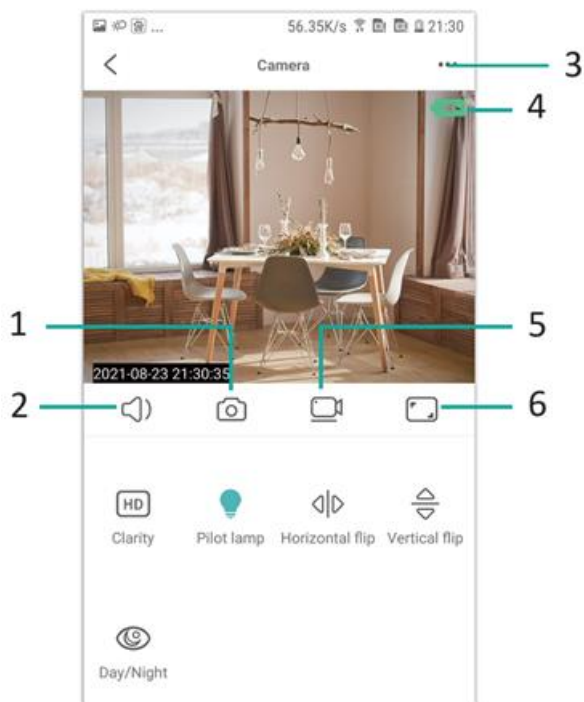 ... 56.35K/s 21:30
Camera
...
3
4
1
5
2021-08-23 21:30:35
2
6
HD
Clarity
Pilot lamp
Horizontal flip
Vertical flip
Day/Night